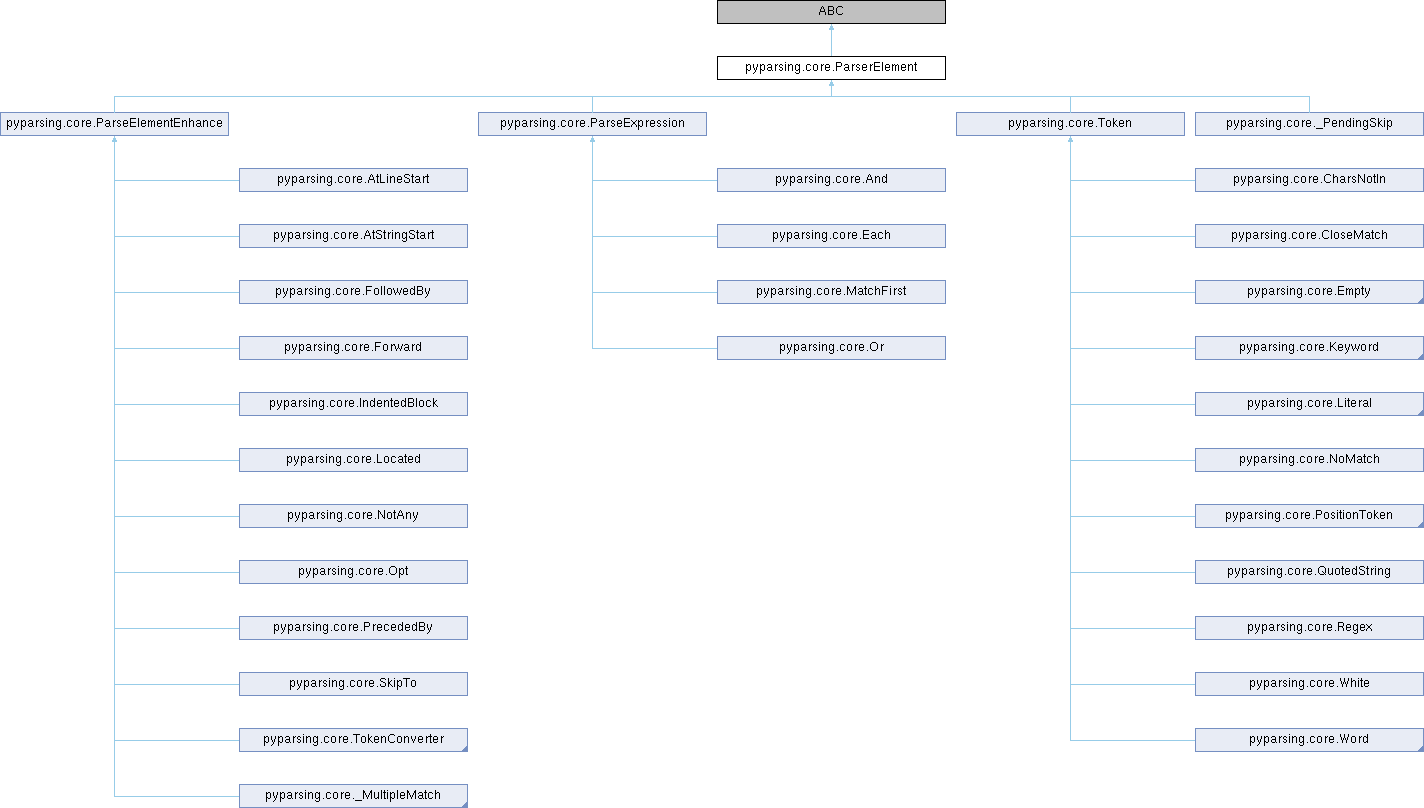 ABC
pyparsing.core.ParserElement
pyparsing.core.ParseElementEnhance
pyparsing.core.ParseExpression
pyparsing.core.Token
pyparsing.core._PendingSkip
pyparsing.core.AtLineStart
pyparsing.core.And
pyparsing.core.CharsNotIn
pyparsing.core.AtStringStart
pyparsing.core.Each
pyparsing.core.CloseMatch
pyparsing.core.FollowedBy
pyparsing.core.MatchFirst
pyparsing.core.Empty
pyparsing.core.Forward
pyparsing.core.Or
pyparsing.core.Keyword
pyparsing.core.IndentedBlock
pyparsing.core.Literal
pyparsing.core.Located
pyparsing.core.NoMatch
pyparsing.core.NotAny
pyparsing.core.PositionToken
pyparsing.core.Opt
pyparsing.core.QuotedString
pyparsing.core.PrecededBy
pyparsing.core.Regex
pyparsing.core.SkipTo
pyparsing.core.White
pyparsing.core.TokenConverter
pyparsing.core.Word
pyparsing.core._MultipleMatch